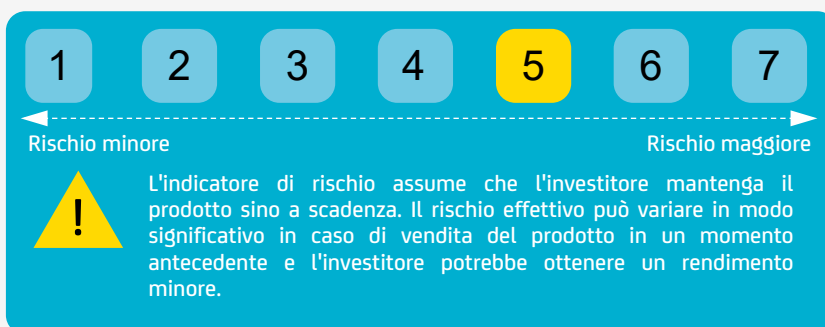 1 2 3 4 5 6 7
Rischio minore Rischio maggiore
!
L'indicatore di rischio assume che l'investitore mantenga il
prodotto sino a scadenza. Il rischio effettivo può variare in modo
significativo in caso di vendita del prodotto in un momento
antecedente e l'investitore potrebbe ottenere un rendimento
minore.